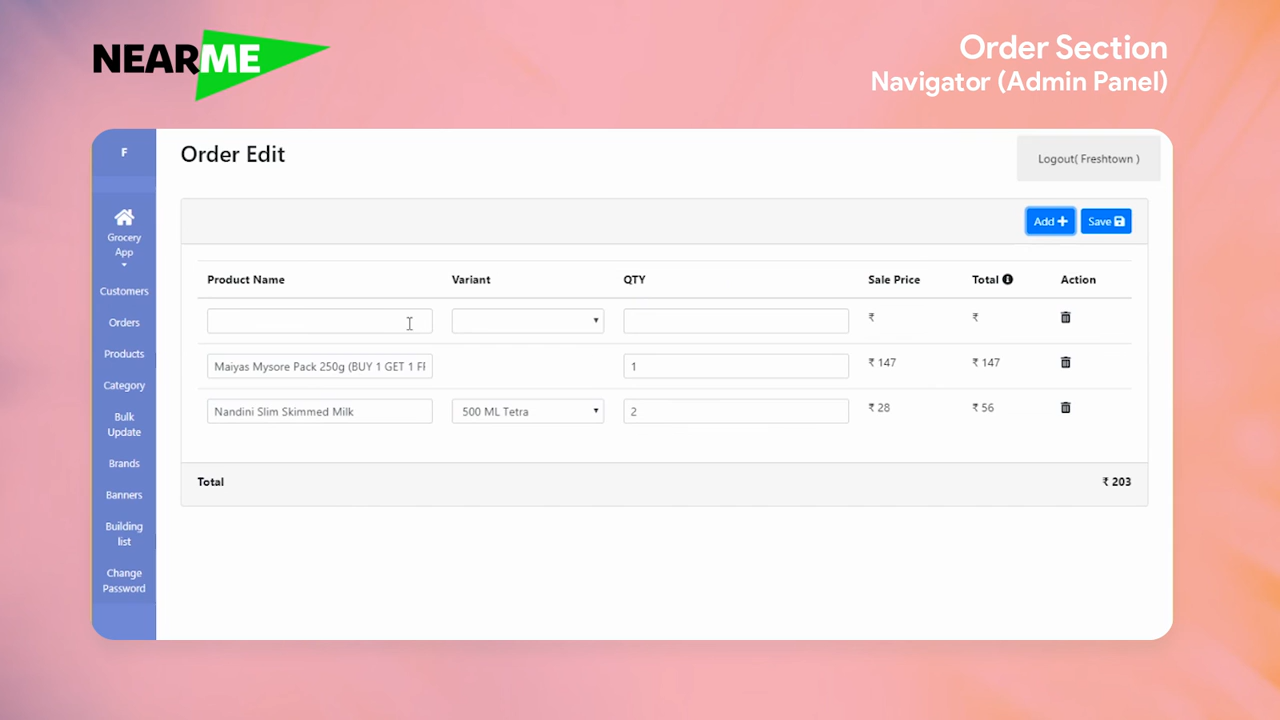 NEARME
Order Section
Navigator (Admin Panel)
F
Order Edit
Logout( Freshtown )
Grocery
App
Customers
Orders
Products
Category
Bulk
Update
Brands
Banners
Building
list
Change
Password
Add
Save
Product Name Variant QTY Sale Price Total Action
₹ ₹
Maiyas Mysore Pack 250g (BUY 1 GET 1 FI 1 ₹ 147 ₹ 147
Nandini Slim Skimmed Milk 500 ML Tetra 2 ₹ 28 ₹ 56
Total ₹ 203